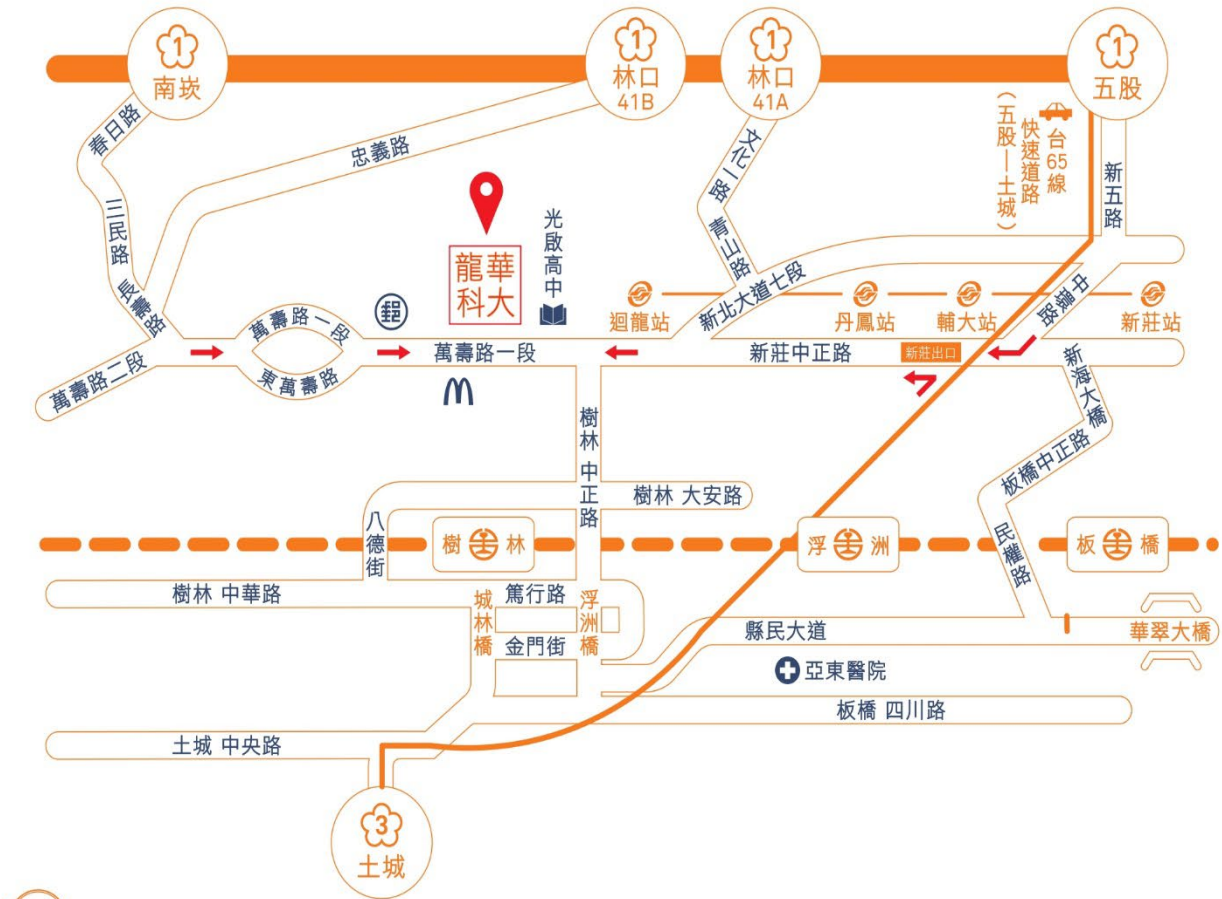 1
南崁
1
林口
41B
1
林口
41A
1
五股
春日路
忠義路
文化一路
台65線
快速道路
（五股—土城）
新五路
三民路
光啟高中
青山路
龍華
科大
長壽路
郵
萬壽路一段
迴龍站
新北大道七段
丹鳳站
輔大站
中興路
新莊站
萬壽路二段
東萬壽路
萬壽路一段
新莊中正路
新莊出口
新海大橋
樹林 中正路
板橋中正路
樹林 大安路
八德街
樹林
浮洲
民權路
板橋
樹林 中華路
城林橋
篤行路
浮洲橋
金門街
縣民大道
華翠大橋
亞東醫院
板橋 四川路
土城 中央路
3
土城